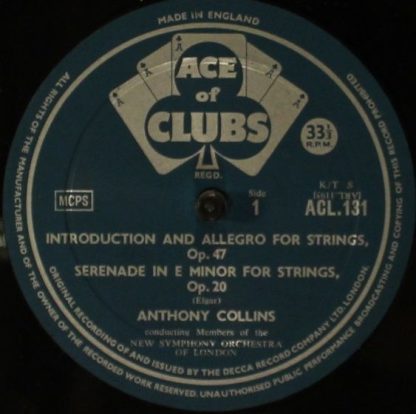 MADE IN ENGLAND
ALL RIGHTS OF THE MANUFACTURER AND OF THE OWNER OF THE RECORDED WORK RESERVED. UNAUTHORISED PUBLIC PERFORMANCE BROADCASTING AND COPYING OF THIS RECORD PROHIBITED
A A A A
ACE
of
CLUBS
REGD.
33⅓
R.P.M.
MCPS
Side
1
K/T S
ACL.131
INTRODUCTION AND ALLEGRO FOR STRINGS,
Op. 47
SERENADE IN E MINOR FOR STRINGS,
Op. 20
(Elgar)
ANTHONY COLLINS
conducting Members of the
NEW SYMPHONY ORCHESTRA
OF LONDON
ORIGINAL RECORDING OF AND ISSUED BY THE DECCA RECORD COMPANY LTD. LONDON.